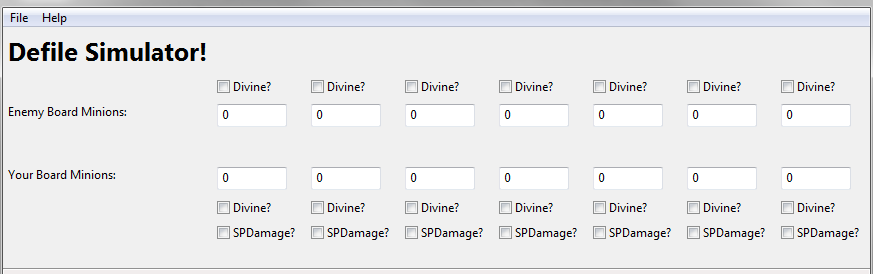 File Help
Defile Simulator!
Divine? Divine? Divine? Divine? Divine? Divine? Divine?
Enemy Board Minions: 0 0 0 0 0 0 0
Your Board Minions: 0 0 0 0 0 0 0
Divine? Divine? Divine? Divine? Divine? Divine? Divine?
SPDamage? SPDamage? SPDamage? SPDamage? SPDamage? SPDamage? SPDamage?